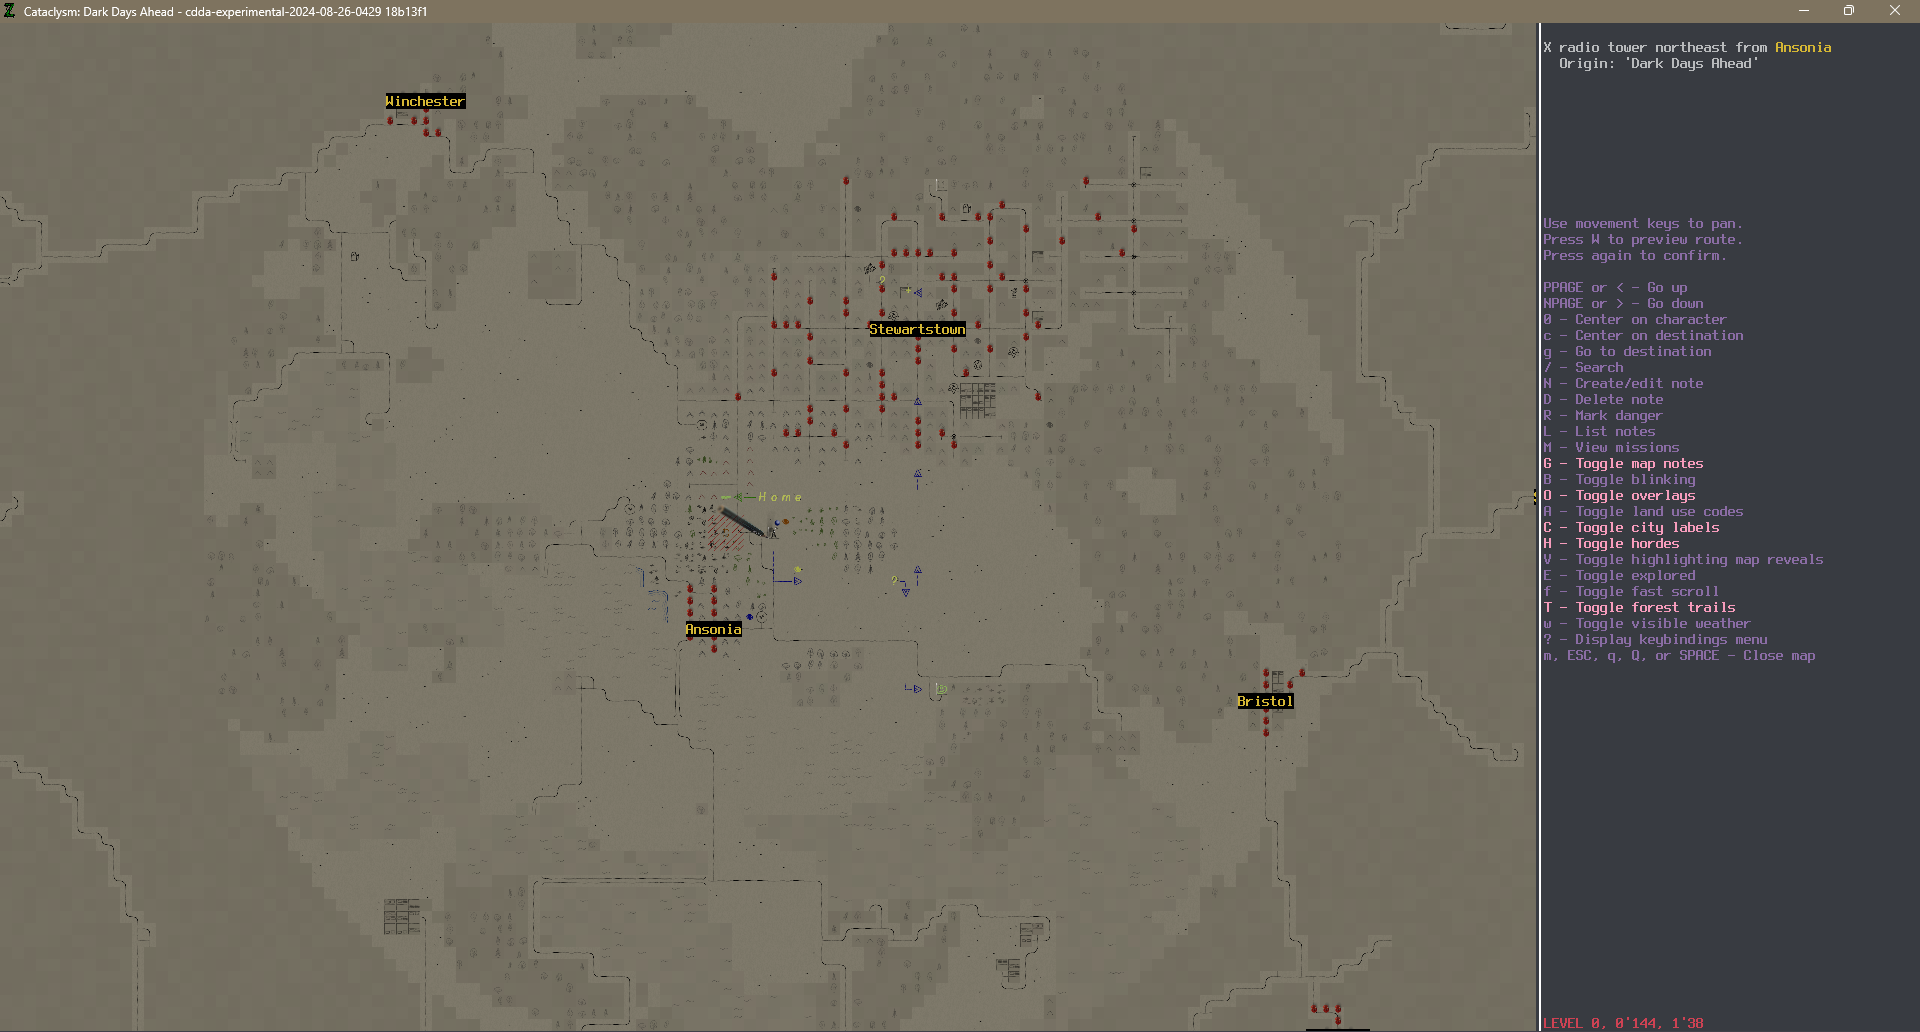 Cataclysm: Dark Days Ahead - cdda-experimental-2024-08-26-0429 18b13f1
X radio tower northeast from Ansonia
Origin: 'Dark Days Ahead'
Winchester
Stewartstown
Home
Ansonia
Bristol
Use movement keys to pan.
Press W to preview route.
Press again to confirm.
PPAGE or < - Go up
NPAGE or > - Go down
0 - Center on character
c - Center on destination
g - Go to destination
/ - Search
N - Create/edit note
D - Delete note
R - Mark danger
L - List notes
M - View missions
G - Toggle map notes
B - Toggle blinking
O - Toggle overlays
A - Toggle land use codes
C - Toggle city labels
H - Toggle hordes
V - Toggle highlighting map reveals
E - Toggle explored
f - Toggle fast scroll
T - Toggle forest trails
w - Toggle visible weather
? - Display keybindings menu
m, ESC, q, Q, or SPACE - Close map
LEVEL 0, 0'144, 1'38